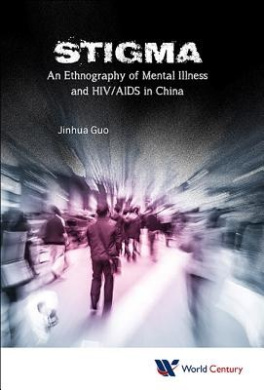 STIGMA
An Ethnography of Mental Illness
and HIV/AIDS in China
Jinhua Guo
World Century